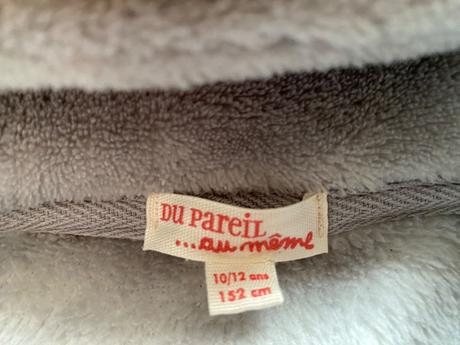 DU PAREIL
...au même
10/12 ans
152 cm